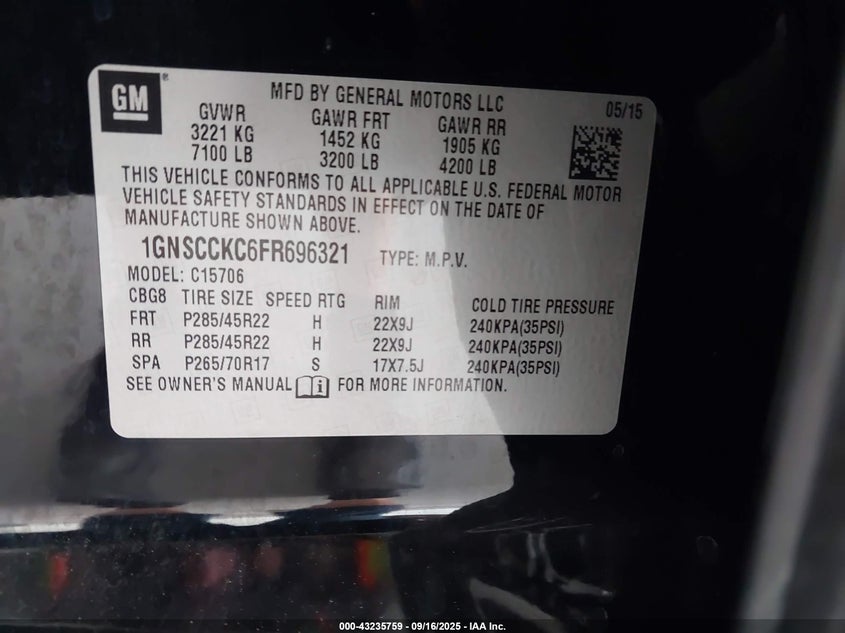 GM®
MFD BY GENERAL MOTORS LLC 05/15
GVWR GAWR FRT GAWR RR
3221 KG 1452 KG 1905 KG
7100 LB 3200 LB 4200 LB
THIS VEHICLE CONFORMS TO ALL APPLICABLE U.S. FEDERAL MOTOR
VEHICLE SAFETY STANDARDS IN EFFECT ON THE DATE OF
MANUFACTURE SHOWN ABOVE.
1GNSCCKC6FR696321 TYPE: M.P.V.
MODEL: C15706
CBG8 TIRE SIZE SPEED RTG RIM COLD TIRE PRESSURE
FRT P285/45R22 H 22X9J 240KPA(35PSI)
RR P285/45R22 H 22X9J 240KPA(35PSI)
SPA P265/70R17 S 17X7.5J 240KPA(35PSI)
SEE OWNER'S MANUAL FOR MORE INFORMATION.
000-43235759 - 09/16/2025 - IAA Inc.